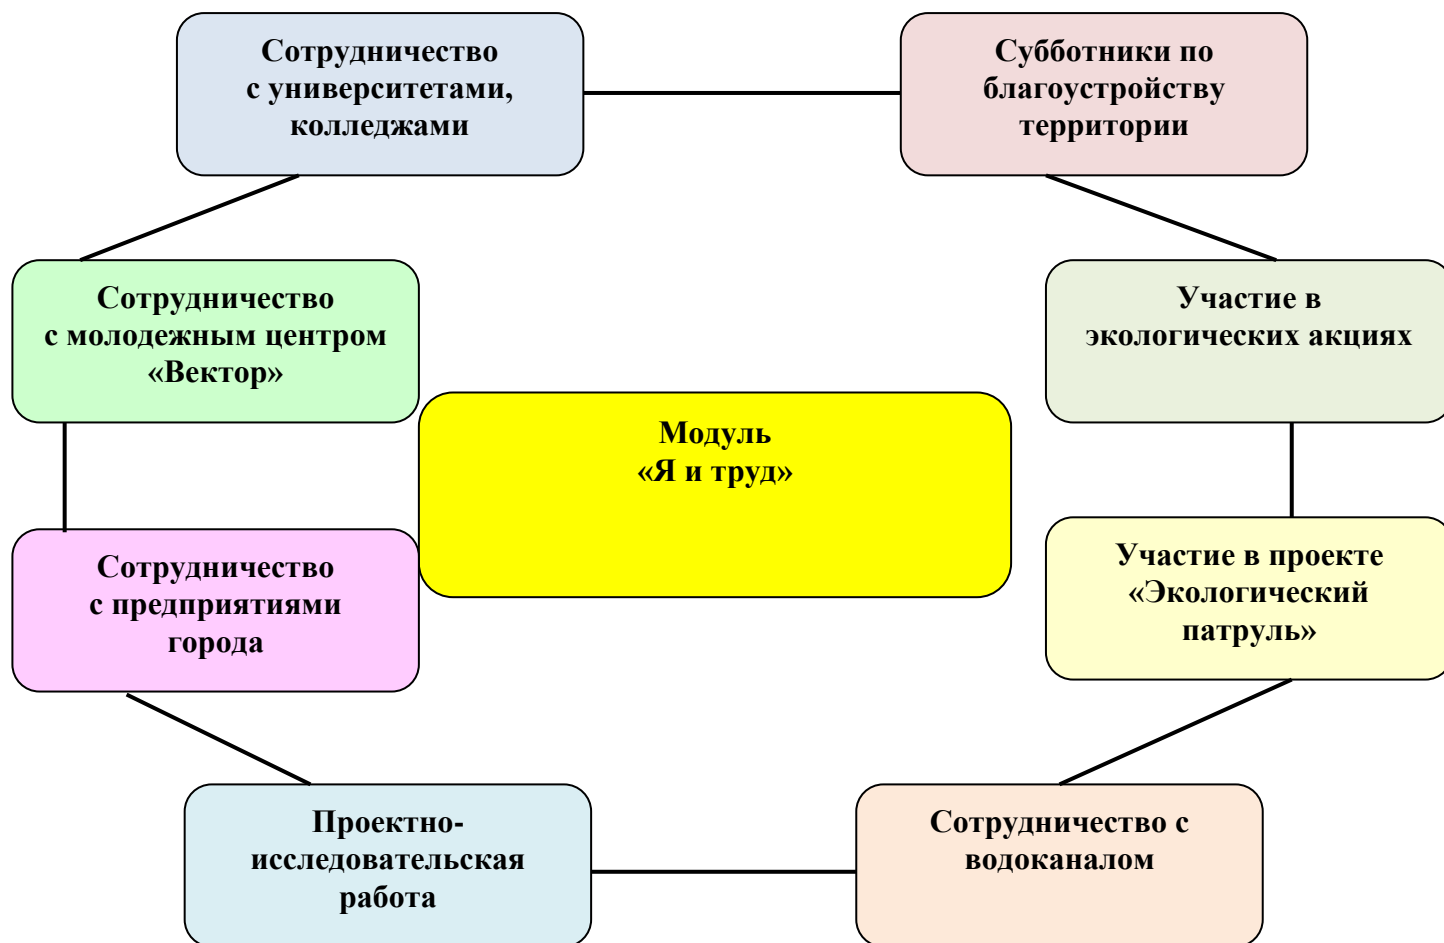 Сотрудничество
с университетами,
колледжами
Субботники по
благоустройству
территории
Сотрудничество
с молодежным центром
«Вектор»
Участие в
экологических акциях
Модуль
«Я и труд»
Сотрудничество
с предприятиями
города
Участие в проекте
«Экологический
патруль»
Проектно-
исследовательская
работа
Сотрудничество с
водоканалом